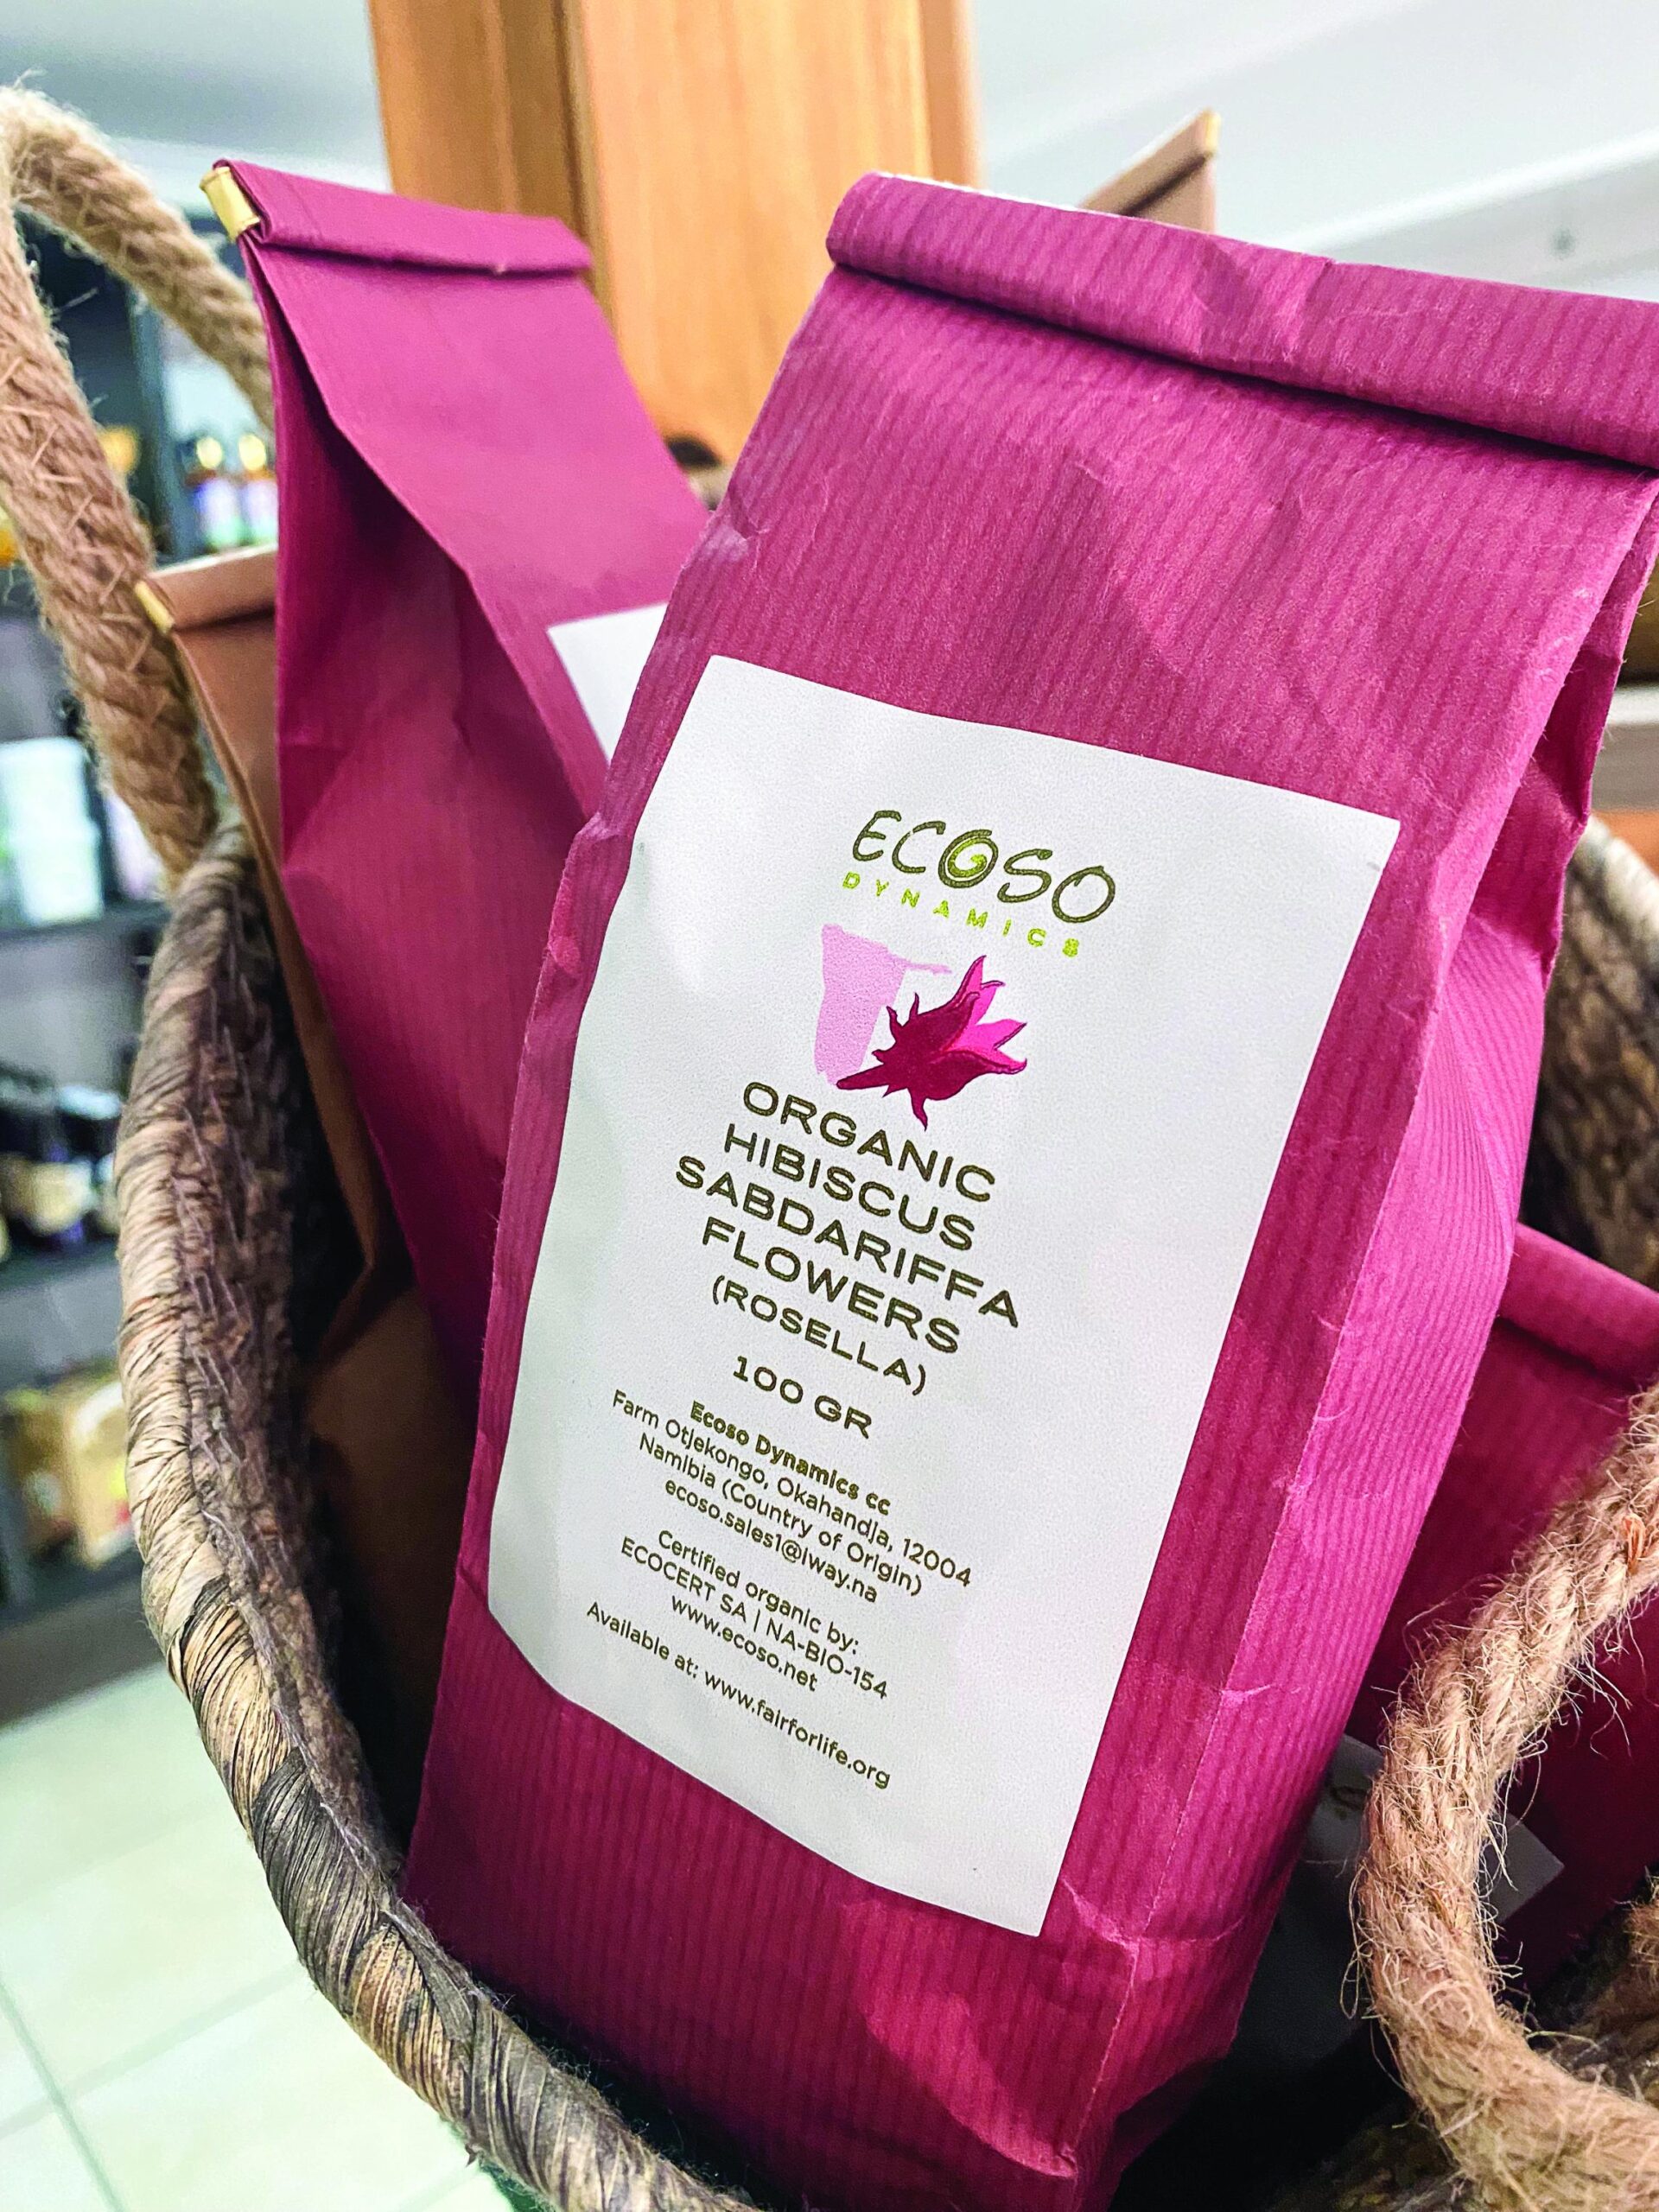 ECOSO
DYNAMICS
ORGANIC
HIBISCUS
SABDARIFFA
FLOWERS
(ROSELLA)
100 GR
Ecoso Dynamics cc
Farm Otjekongo, Okahandja, 12004
Namibia (Country of Origin)
ecoso.sales1@iway.na
Certified organic by:
ECOCERT SA | NA-BIO-154
www.ecoso.net
Available at: www.fairforlife.org